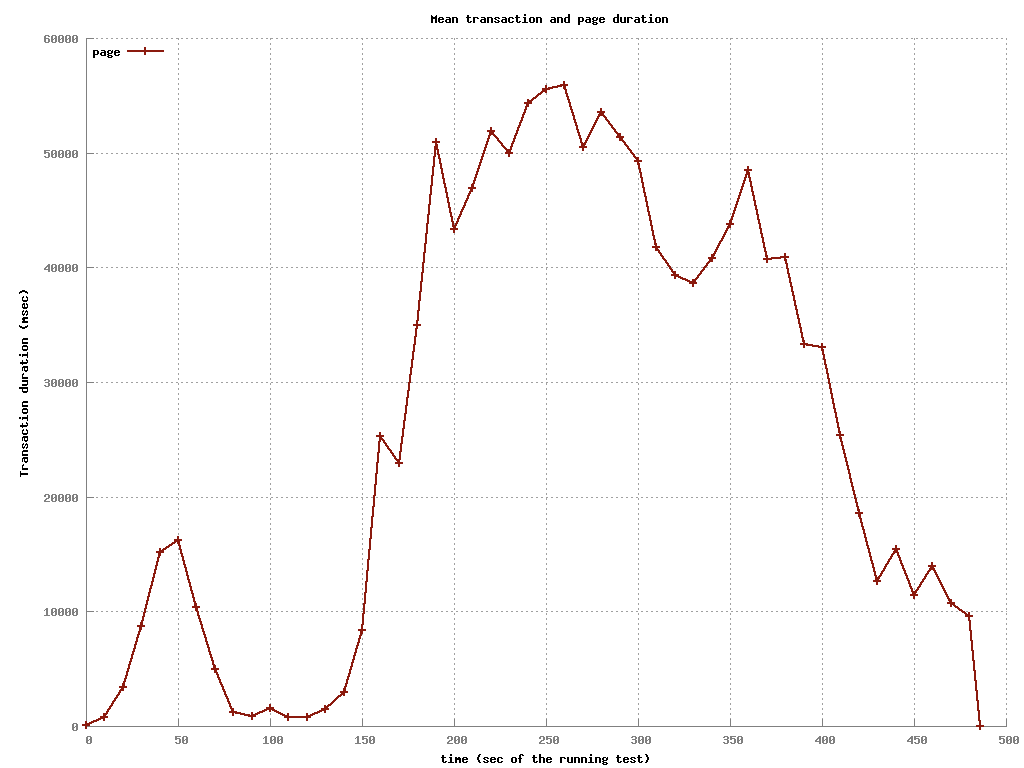 Mean transaction and page duration
page
60000
50000
40000
30000
20000
10000
0
Transaction duration (msec)
0 50 100 150 200 250 300 350 400 450 500
time (sec of the running test)